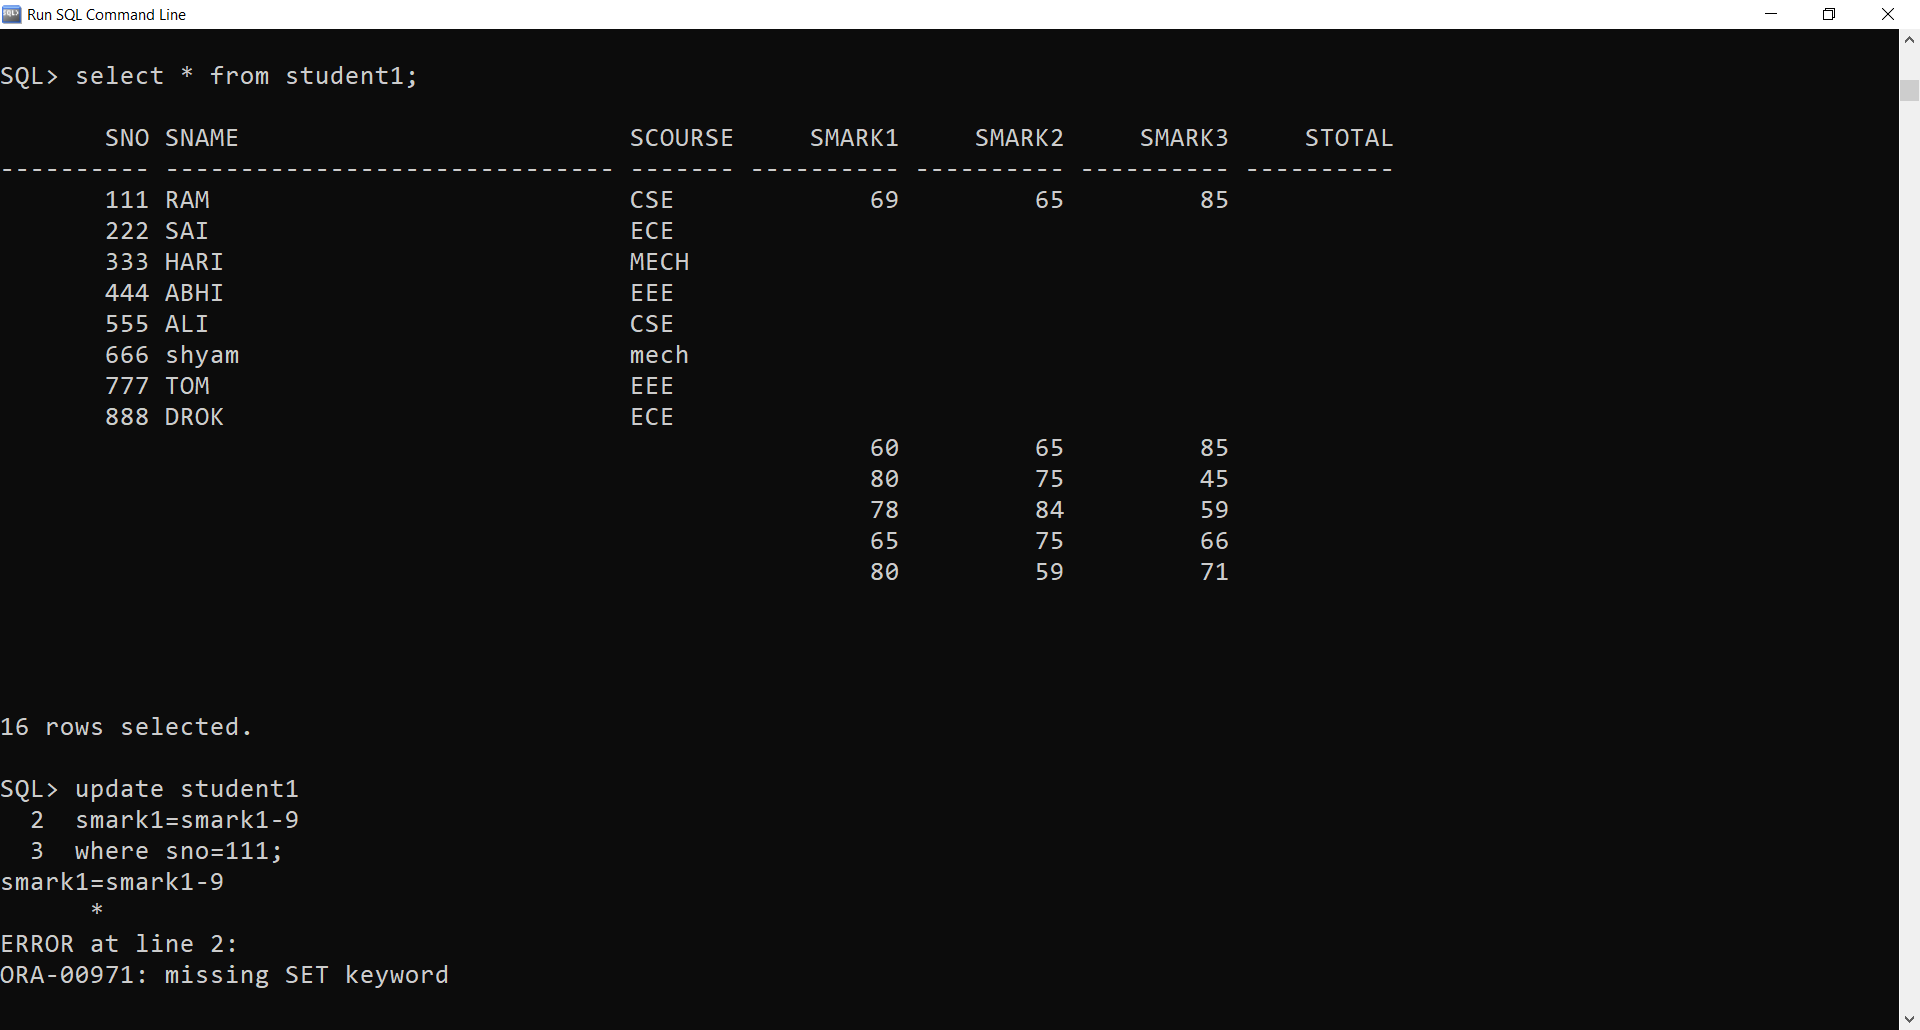 Run SQL Command Line
SQL> select * from student1;
       SNO SNAME                          SCOURSE     SMARK1     SMARK2     SMARK3     STOTAL
---------- ------------------------------ ------- ---------- ---------- ---------- ----------
       111 RAM                            CSE             69         65         85
       222 SAI                            ECE
       333 HARI                           MECH
       444 ABHI                           EEE
       555 ALI                            CSE
       666 shyam                          mech
       777 TOM                            EEE
       888 DROK                           ECE
                                                          60         65         85
                                                          80         75         45
                                                          78         84         59
                                                          65         75         66
                                                          80         59         71
16 rows selected.
SQL> update student1
  2  smark1=smark1-9
  3  where sno=111;
smark1=smark1-9
      *
ERROR at line 2:
ORA-00971: missing SET keyword